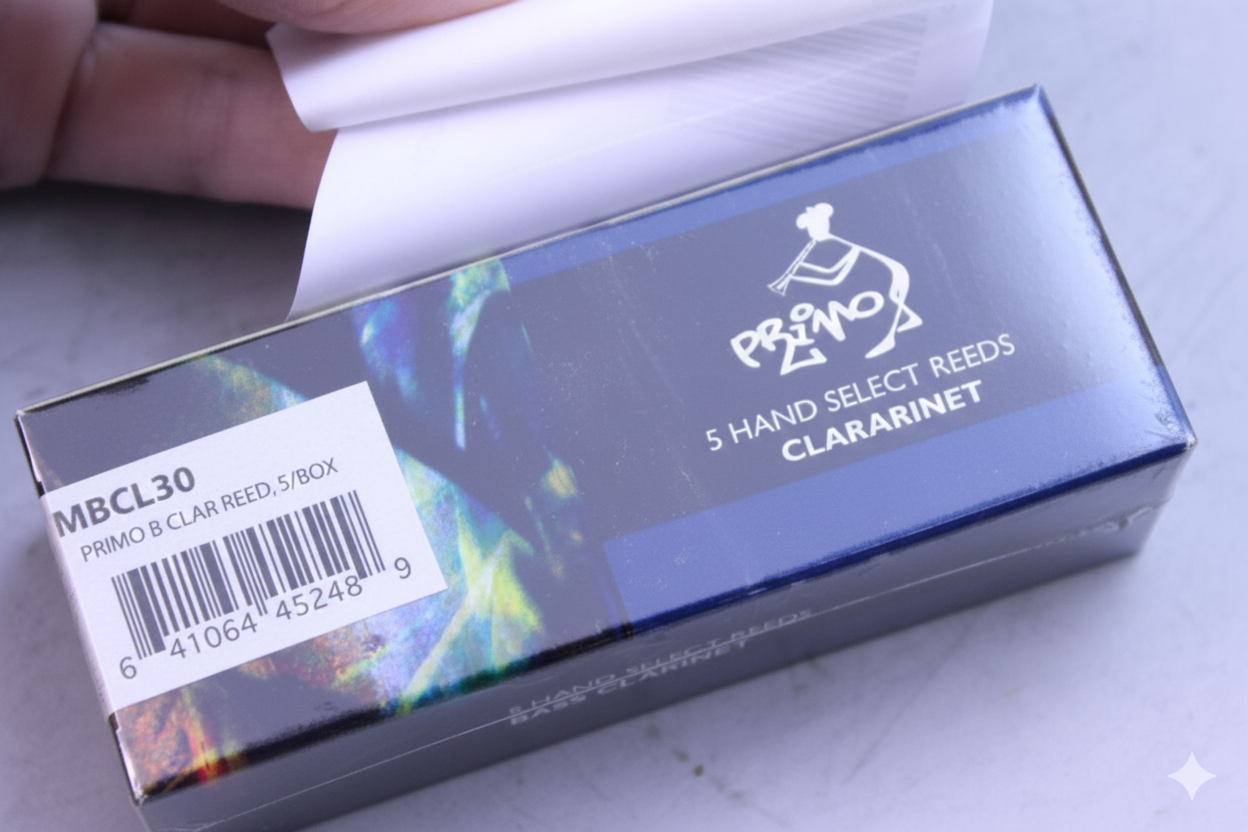 PRiMO
5 HAND SELECT REEDS
CLARARINET
MBCL30
PRIMO B CLAR REED, 5/BOX
6 41064 45248 9
5 HAND SELECT REEDS
BASS CLARINET